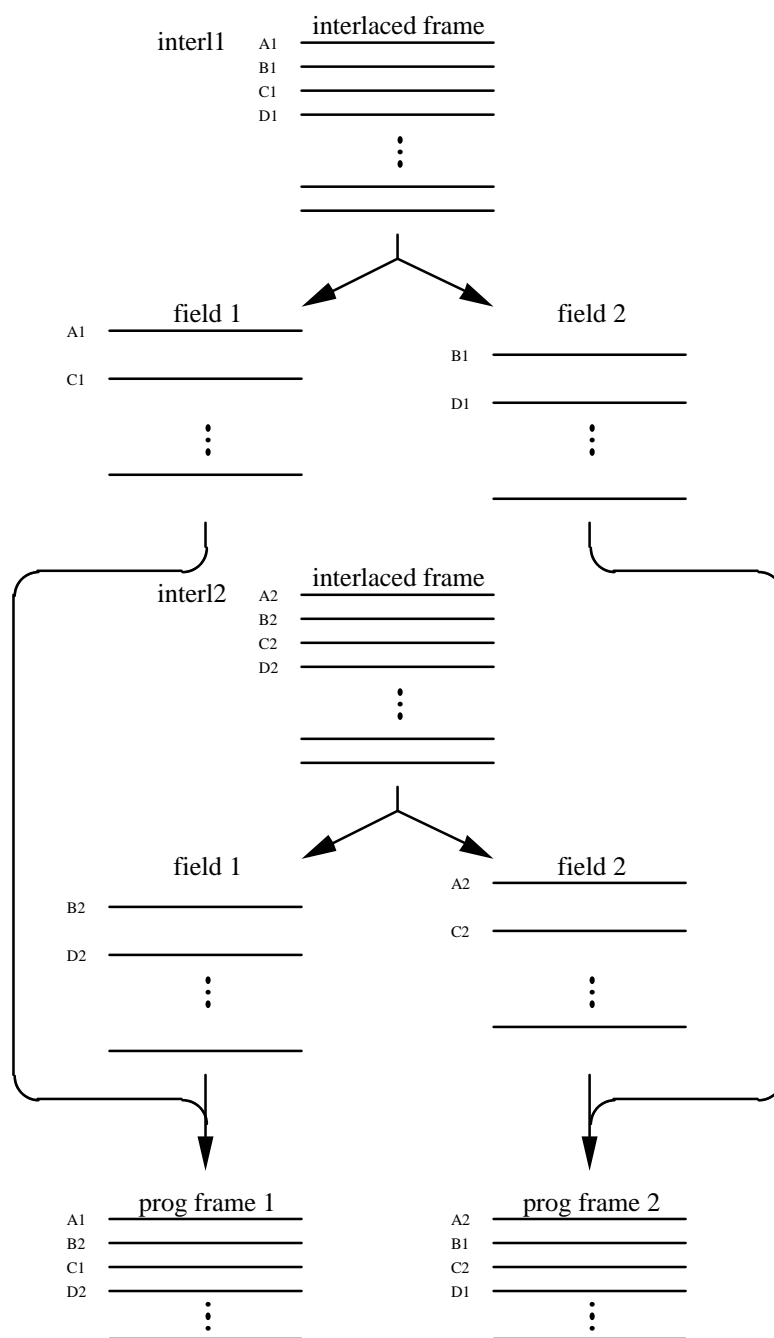 interlaced frame
interl1
A1
B1
C1
D1
field 1
field 2
A1
C1
B1
D1
interlaced frame
interl2
A2
B2
C2
D2
field 1
field 2
B2
D2
A2
C2
prog frame 1
prog frame 2
A1
B2
C1
D2
A2
B1
C2
D1